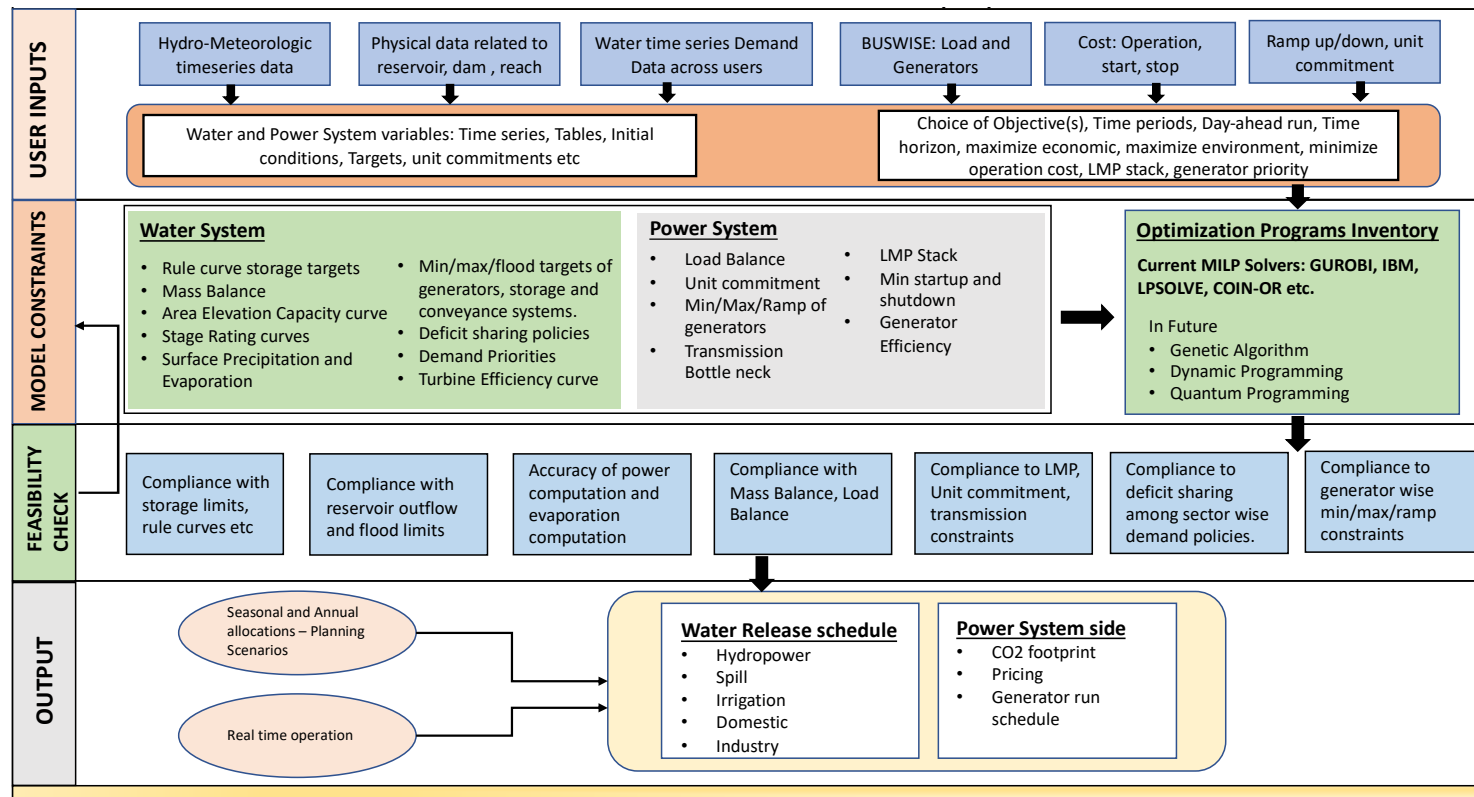 USER INPUTS
Hydro-Meteorologic
timeseries data
Physical data related to
reservoir, dam , reach
Water time series Demand
Data across users
BUSWISE: Load and
Generators
Cost: Operation,
start, stop
Ramp up/down, unit
commitment
Water and Power System variables: Time series, Tables, Initial
conditions, Targets, unit commitments etc
Choice of Objective(s), Time periods, Day-ahead run, Time
horizon, maximize economic, maximize environment, minimize
operation cost, LMP stack, generator priority
MODEL CONSTRAINTS
Water System
• Rule curve storage targets
• Mass Balance
• Area Elevation Capacity curve
• Stage Rating curves
• Surface Precipitation and
Evaporation
• Min/max/flood targets of
generators, storage and
conveyance systems.
• Deficit sharing policies
• Demand Priorities
• Turbine Efficiency curve
Power System
• Load Balance
• Unit commitment
• Min/Max/Ramp of
generators
• Transmission
Bottle neck
• LMP Stack
• Min startup and
shutdown
• Generator
Efficiency
Optimization Programs Inventory
Current MILP Solvers: GUROBI, IBM,
LPSOLVE, COIN-OR etc.
In Future
• Genetic Algorithm
• Dynamic Programming
• Quantum Programming
FEASIBILITY
CHECK
Compliance with
storage limits,
rule curves etc
Compliance with
reservoir outflow
and flood limits
Accuracy of power
computation and
evaporation
computation
Compliance with
Mass Balance, Load
Balance
Compliance to LMP,
Unit commitment,
transmission
constraints
Compliance to
deficit sharing
among sector wise
demand policies.
Compliance to
generator wise
min/max/ramp
constraints
OUTPUT
Seasonal and Annual
allocations – Planning
Scenarios
Real time operation
Water Release schedule
• Hydropower
• Spill
• Irrigation
• Domestic
• Industry
Power System side
• CO2 footprint
• Pricing
• Generator run
schedule